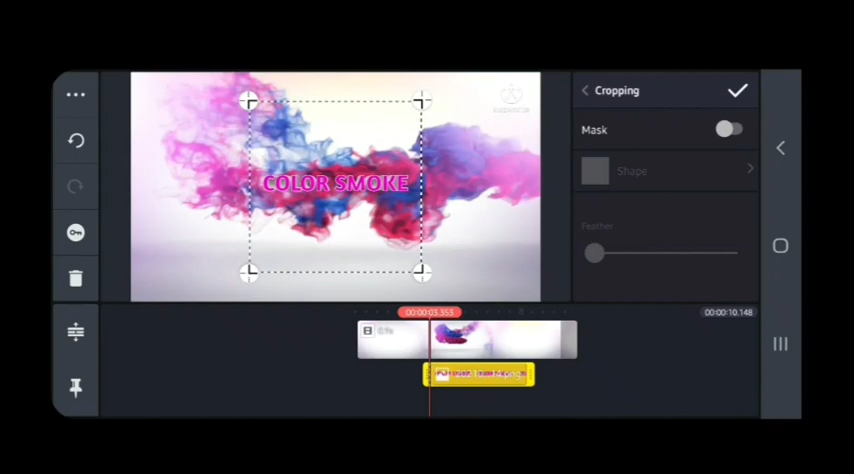 Cropping
Mask
COLOR SMOKE
Shape
Feather
00:00:03.353
00:00:10.148